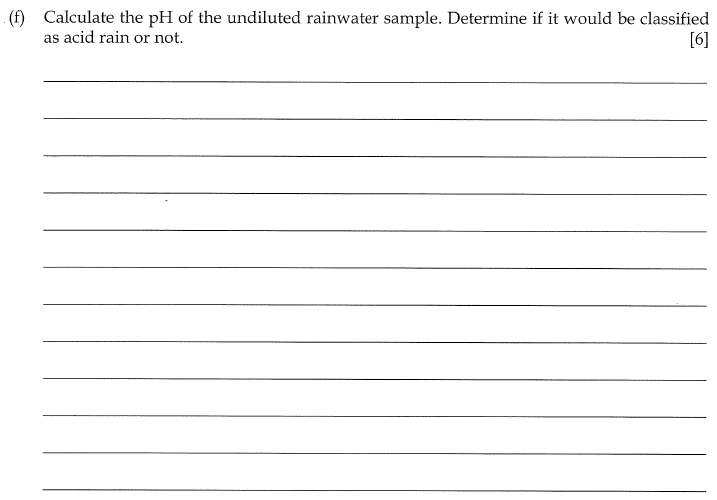 (f) Calculate the pH of the undiluted rainwater sample. Determine if it would be classified
as acid rain or not. [6]